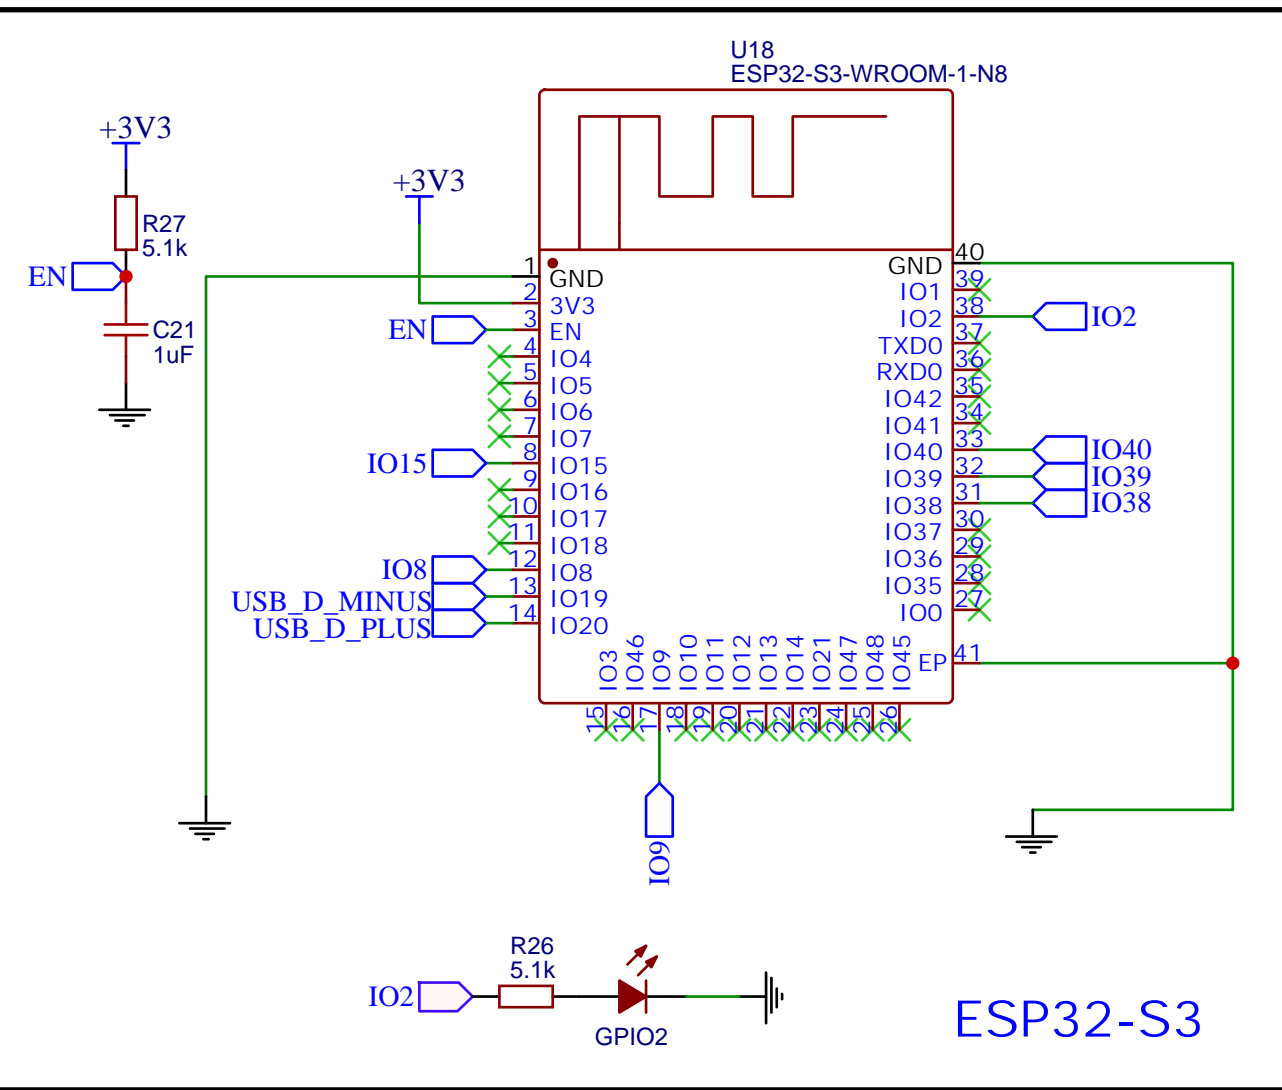 U18
ESP32-S3-WROOM-1-N8
+3V3
R27
5.1k
EN
C21
1uF
+3V3
EN
IO15
IO8
USB_D_MINUS
USB_D_PLUS
1 GND
2 3V3
3 EN
4 IO4
5 IO5
6 IO6
7 IO7
8 IO15
9 IO16
10 IO17
11 IO18
12 IO8
13 IO19
14 IO20
GND 40
IO1 39
IO2 38
TXD0 37
RXD0 36
IO42 35
IO41 34
IO40 33
IO39 32
IO38 31
IO37 30
IO36 29
IO35 28
IO0 27
EP 41
IO2
IO40
IO39
IO38
IO3 15
IO46 16
IO9 17
IO10 18
IO11 19
IO12 20
IO13 21
IO14 22
IO21 23
IO47 24
IO48 25
IO45 26
IO9
R26
5.1k
IO2
GPIO2
ESP32-S3